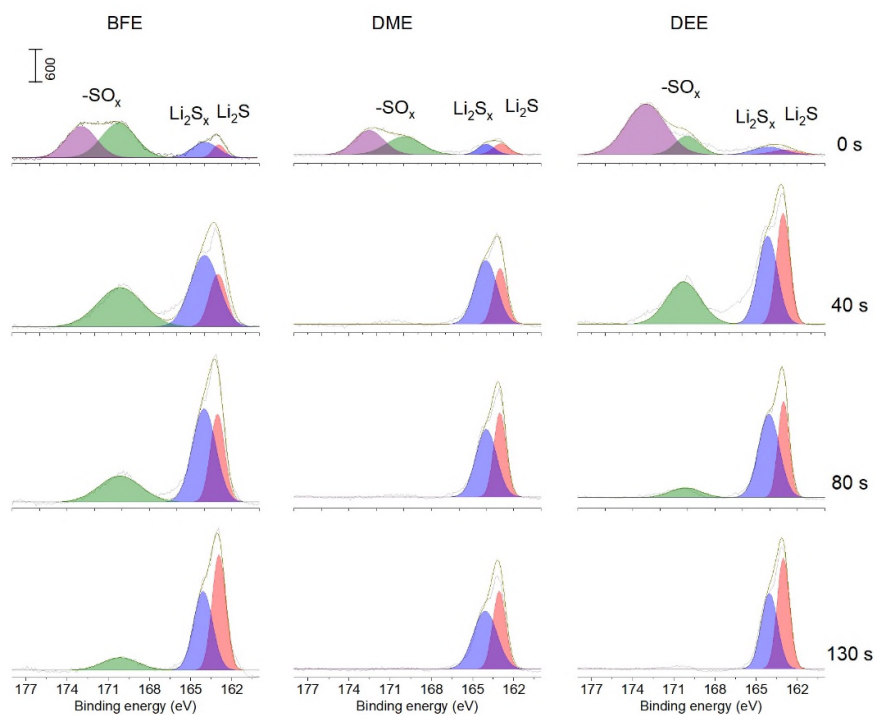 BFE DME DEE
600
-SOx Li2Sx Li2S -SOx Li2Sx Li2S -SOx Li2Sx Li2S
0 s
40 s
80 s
130 s
177 174 171 168 165 162 177 174 171 168 165 162 177 174 171 168 165 162
Binding energy (eV) Binding energy (eV) Binding energy (eV)